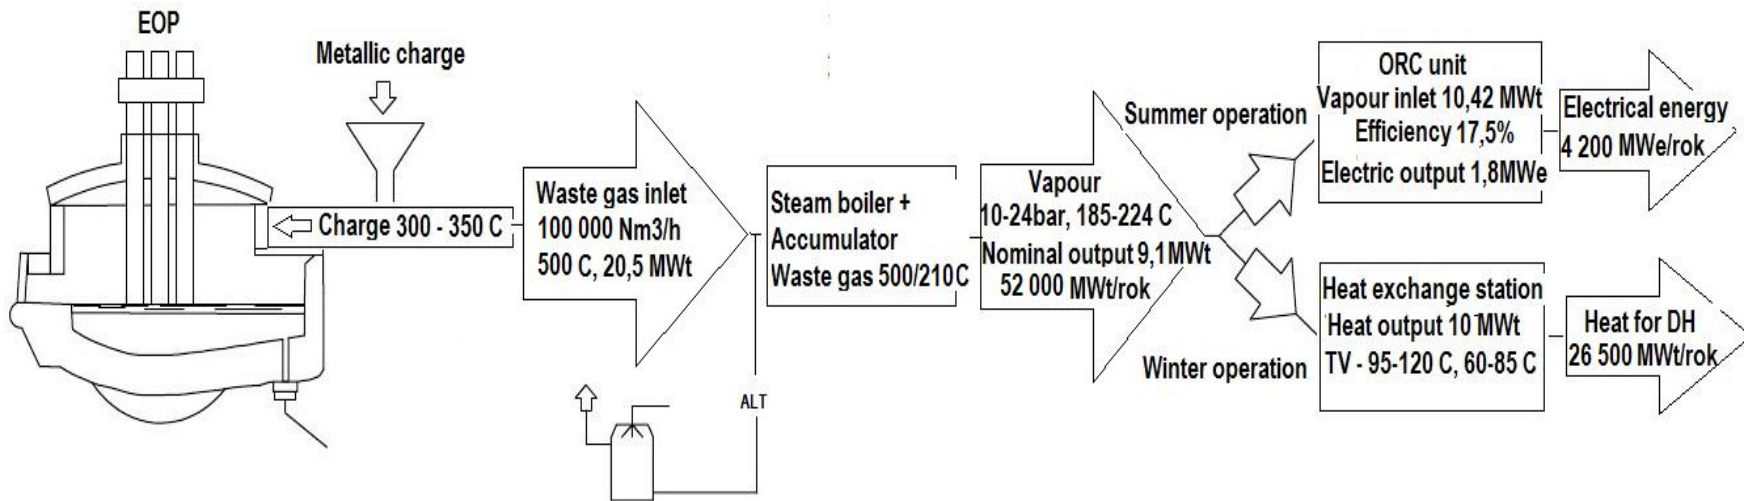 EOP
Metallic charge
Charge 300 - 350 C
Waste gas inlet
100 000 Nm3/h
500 C, 20,5 MWt
ALT
Steam boiler +
Accumulator
Waste gas 500/210C
Vapour
10-24bar, 185-224 C
Nominal output 9,1MWt
52 000 MWt/rok
Summer operation
Winter operation
ORC unit
Vapour inlet 10,42 MWt
Efficiency 17,5%
Electric output 1,8MWe
Electrical energy
4 200 MWe/rok
Heat exchange station
Heat output 10 MWt
TV - 95-120 C, 60-85 C
Heat for DH
26 500 MWt/rok